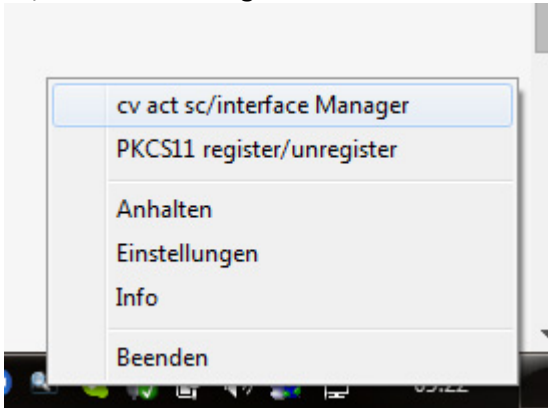 cv act sc/interface Manager
PKCS11 register/unregister
Anhalten
Einstellungen
Info
Beenden